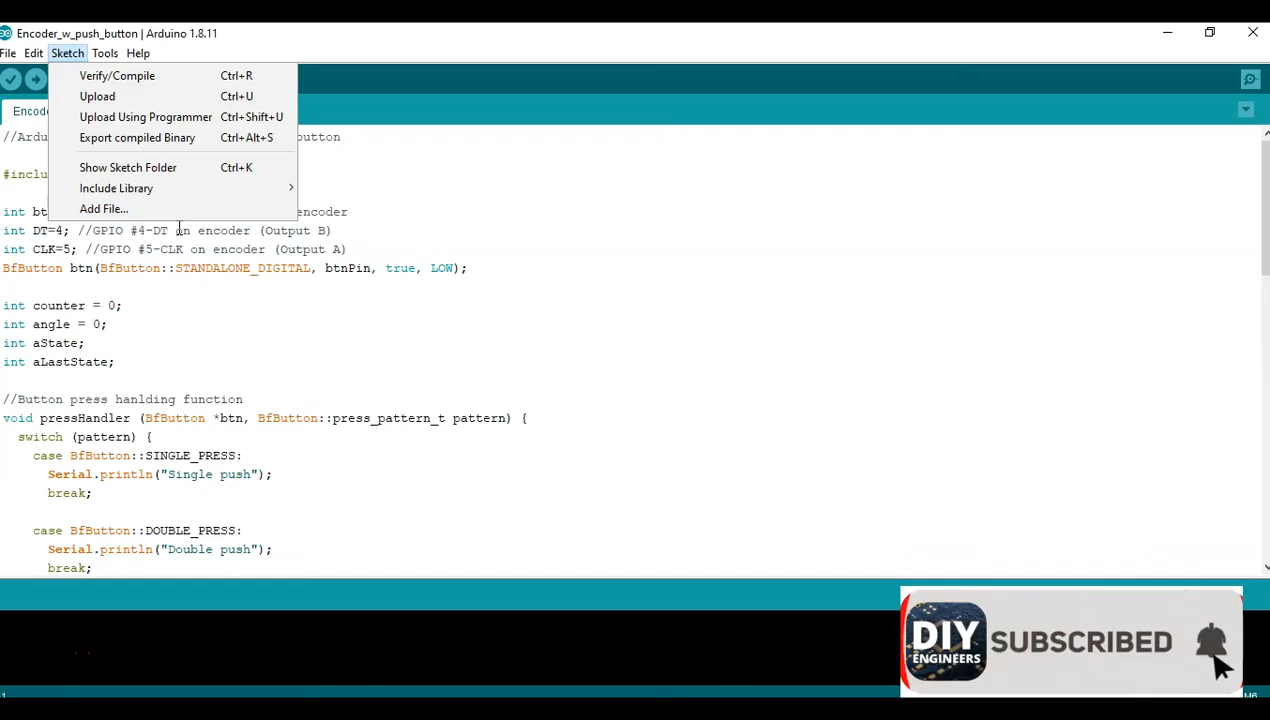 Encoder_w_push_button | Arduino 1.8.11
File Edit Sketch Tools Help
Verify/Compile Ctrl+R
Upload Ctrl+U
Upload Using Programmer Ctrl+Shift+U
Export compiled Binary Ctrl+Alt+S
Show Sketch Folder Ctrl+K
Include Library
Add File...
Encod
//Ardu utton
#inclu
int bt encoder
int DT=4; //GPIO #4-DT on encoder (Output B)
int CLK=5; //GPIO #5-CLK on encoder (Output A)
BfButton btn(BfButton::STANDALONE_DIGITAL, btnPin, true, LOW);
int counter = 0;
int angle = 0;
int aState;
int aLastState;
//Button press hanlding function
void pressHandler (BfButton *btn, BfButton::press_pattern_t pattern) {
switch (pattern) {
case BfButton::SINGLE_PRESS:
Serial.println("Single push");
break;
case BfButton::DOUBLE_PRESS:
Serial.println("Double push");
break;
DIY
ENGINEERS
SUBSCRIBED
1